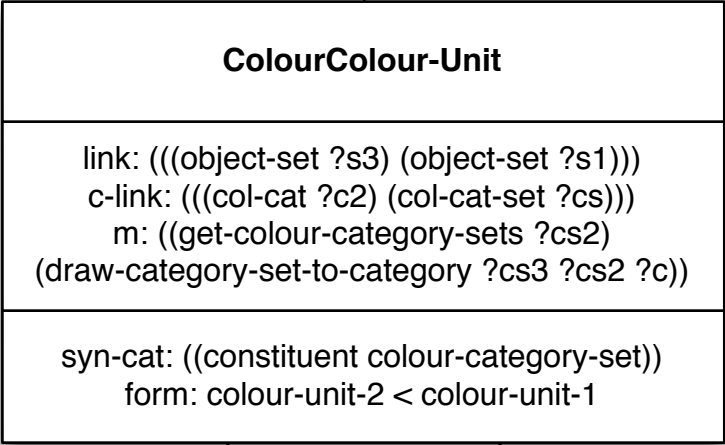 ColourColour-Unit
link: (((object-set ?s3) (object-set ?s1)))
c-link: (((col-cat ?c2) (col-cat-set ?cs)))
m: ((get-colour-category-sets ?cs2)
(draw-category-set-to-category ?cs3 ?cs2 ?c))
syn-cat: ((constituent colour-category-set))
form: colour-unit-2 < colour-unit-1